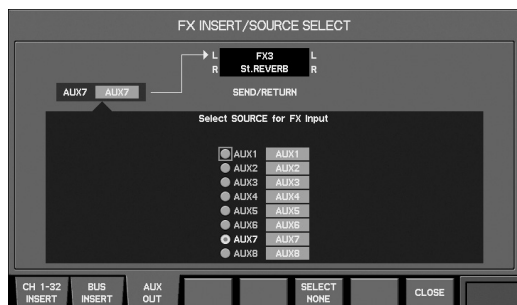 FX INSERT/SOURCE SELECT
L FX3 L
R St.REVERB R
AUX7 AUX7
SEND/RETURN
Select SOURCE for FX Input
AUX1 AUX1
AUX2 AUX2
AUX3 AUX3
AUX4 AUX4
AUX5 AUX5
AUX6 AUX6
AUX7 AUX7
AUX8 AUX8
CH 1-32 INSERT
BUS INSERT
AUX OUT
SELECT NONE
CLOSE